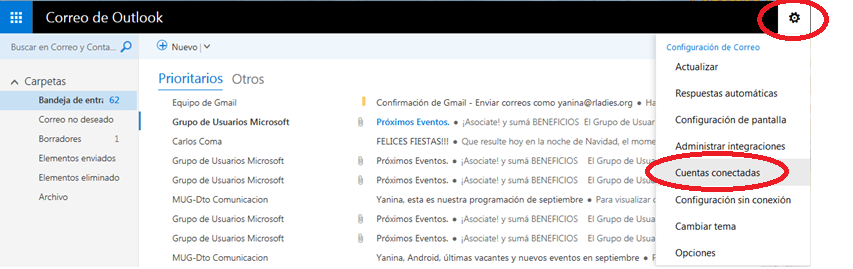 Correo de Outlook
Buscar en Correo y Conta...
Nuevo
Carpetas
Bandeja de entra 62
Correo no deseado
Borradores 1
Elementos enviados
Elementos eliminado
Archivo
Prioritarios Otros
Equipo de Gmail Confirmación de Gmail - Enviar correos como yanina@rladies.org • Ha
Grupo de Usuarios Microsoft Próximos Eventos. • ¡Asociate! y sumá BENEFICIOS El Grupo de Usuar
Carlos Coma FELICES FIESTAS!!! • Que resulte hoy en la noche de Navidad, el mome
Grupo de Usuarios Microsoft Próximos Eventos. • ¡Asociate! y sumá BENEFICIOS El Grupo de Usuar
Grupo de Usuarios Microsoft Próximos Eventos. • ¡Asociate! y sumá BENEFICIOS El Grupo de Usuar
MUG-Dto Comunicacion Yanina, esta es nuestra programación de septiembre • Para visualizar c
Grupo de Usuarios Microsoft Próximos Eventos. • ¡Asociate! y sumá BENEFICIOS El Grupo de Usuar
MUG-Dto Comunicacion Yanina, Android, últimas vacantes y nuevos eventos septiembre • Pa
Grupo de Usuarios Microsoft Próximos Eventos. • ¡Asociate! y sumá BENEFICIOS El Grupo de Usuar
Configuración de Correo
Actualizar
Respuestas automáticas
Configuración de pantalla
Administrar integraciones
Cuentas conectadas
Configuración sin conexión
Cambiar tema
Opciones